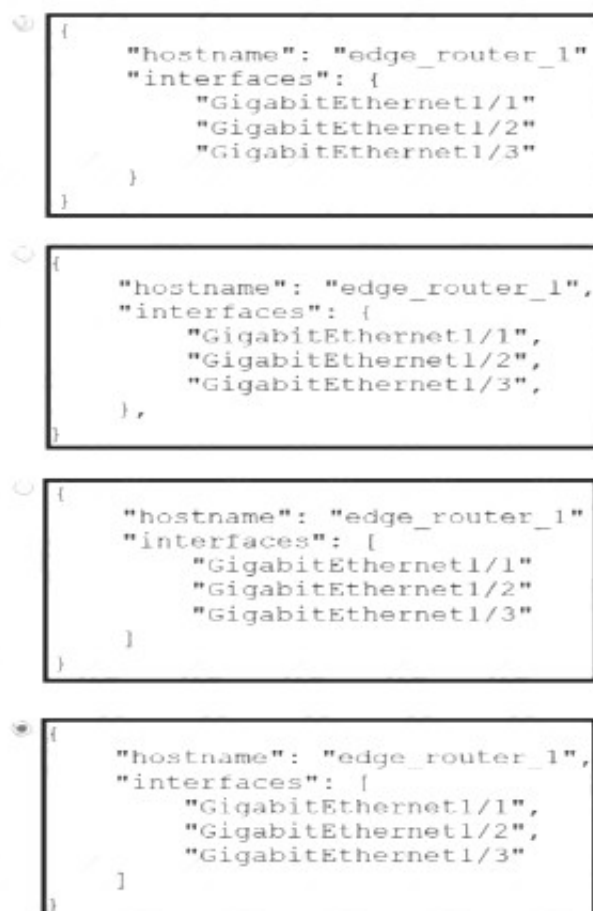 {
"hostname": "edge_router_1"
"interfaces": {
"GigabitEthernet1/1"
"GigabitEthernet1/2"
"GigabitEthernet1/3"
}
}
{
"hostname": "edge_router_1",
"interfaces": {
"GigabitEthernet1/1",
"GigabitEthernet1/2",
"GigabitEthernet1/3",
},
}
{
"hostname": "edge_router_1"
"interfaces": [
"GigabitEthernet1/1"
"GigabitEthernet1/2"
"GigabitEthernet1/3"
]
}
{
"hostname": "edge_router_1",
"interfaces": [
"GigabitEthernet1/1",
"GigabitEthernet1/2",
"GigabitEthernet1/3"
]
}